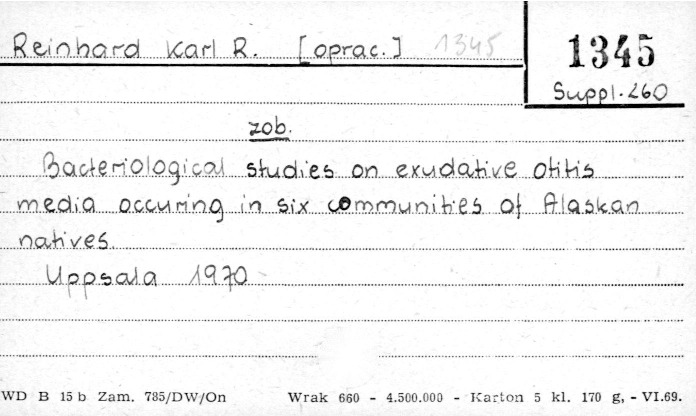 Reinhard Karl R. [oprac.] 1345
1345
Suppl. 260
zob.
Bacteriological studies on exudative otitis
media occuring in six communities of Alaskan
natives.
Uppsala 1970
WD B 15 b Zam. 785/DW/On Wrak 660 - 4.500.000 - Karton 5 kl. 170 g, - VI.69.